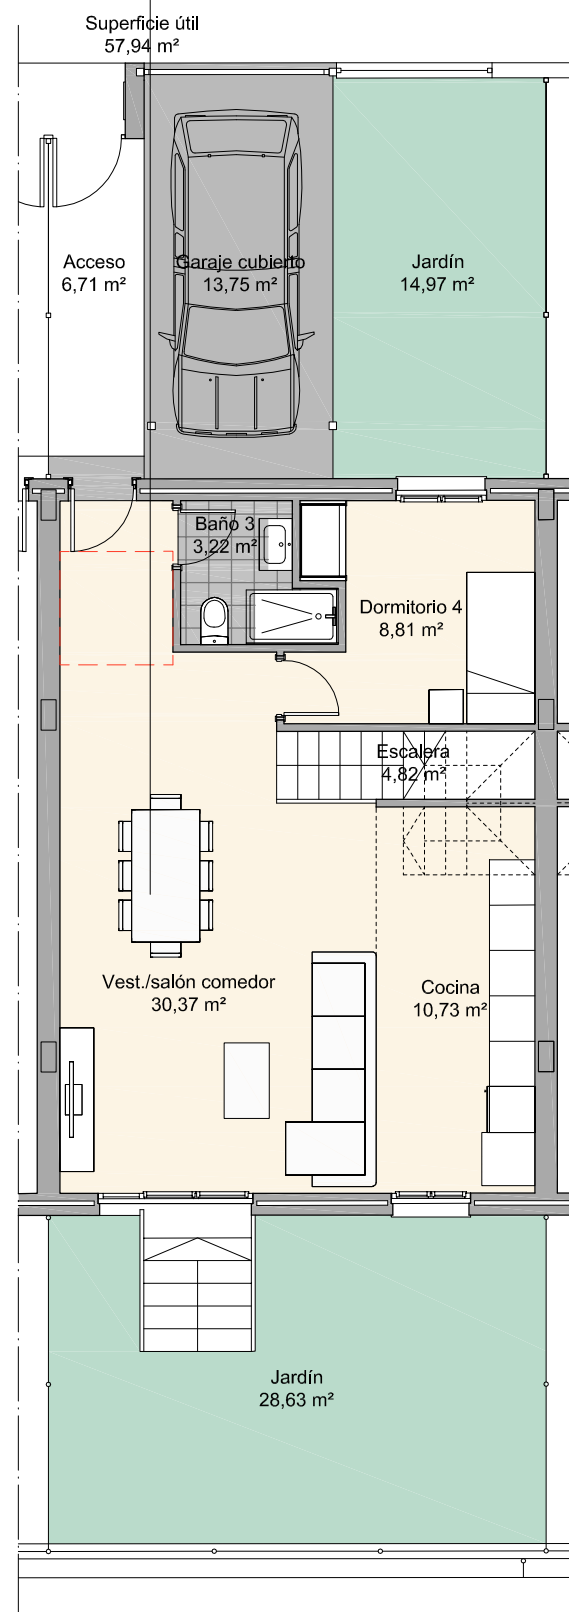 Superficie útil
57,94 m²
Acceso
6,71 m²
Garaje cubierto
13,75 m²
Jardín
14,97 m²
Baño 3
3,22 m²
Dormitorio 4
8,81 m²
Escalera
4,82 m²
Vest./salón comedor
30,37 m²
Cocina
10,73 m²
Jardín
28,63 m²